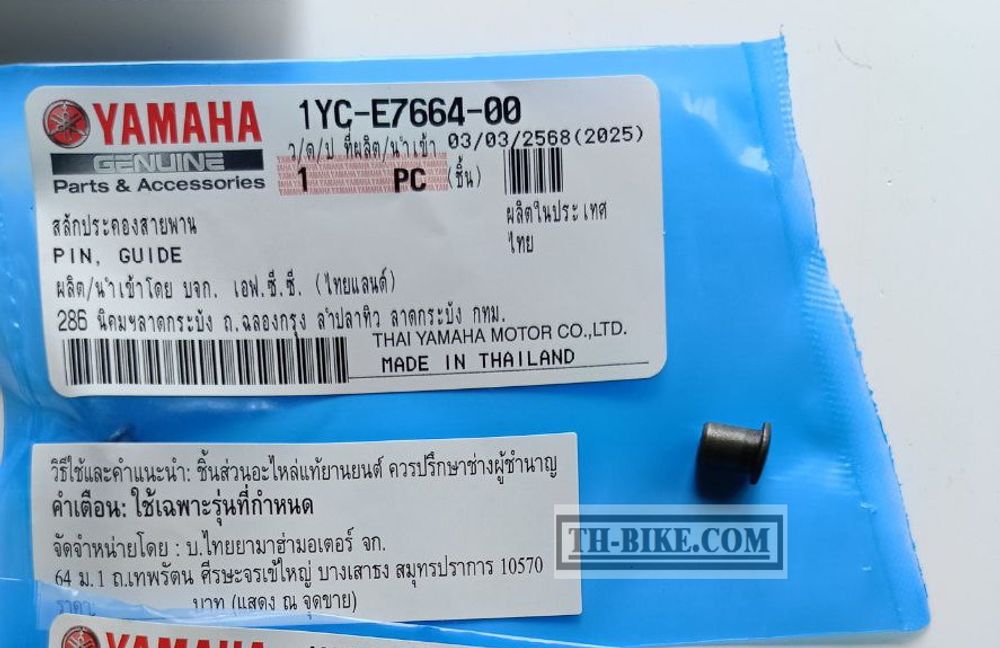 YAMAHA
GENUINE
Parts & Accessories
1YC-E7664-00
ว/ด/ป ที่ผลิต/นำเข้า 03/03/2568(2025)
1 PC (ชิ้น)
สลักประคองสายพาน
PIN, GUIDE
ผลิตในประเทศ
ไทย
ผลิต/นำเข้าโดย บจก. เอฟ.ซี.ซี. (ไทยแลนด์)
286 นิคมฯลาดกระบัง ถ.ฉลองกรุง ลำปลาทิว ลาดกระบัง กทม.
THAI YAMAHA MOTOR CO.,LTD.
MADE IN THAILAND
วิธีใช้และคำแนะนำ: ชิ้นส่วนอะไหล่แท้ยานยนต์ ควรปรึกษาช่างผู้ชำนาญ
คำเตือน: ใช้เฉพาะรุ่นที่กำหนด
จัดจำหน่ายโดย : บ.ไทยยามาฮ่ามอเตอร์ จก.
64 ม.1 ถ.เทพรัตน ศีรษะจรเข้ใหญ่ บางเสาธง สมุทรปราการ 10570
ราคา: บาท (แสดง ณ จุดขาย)
TH-BIKE.COM
YAMAHA